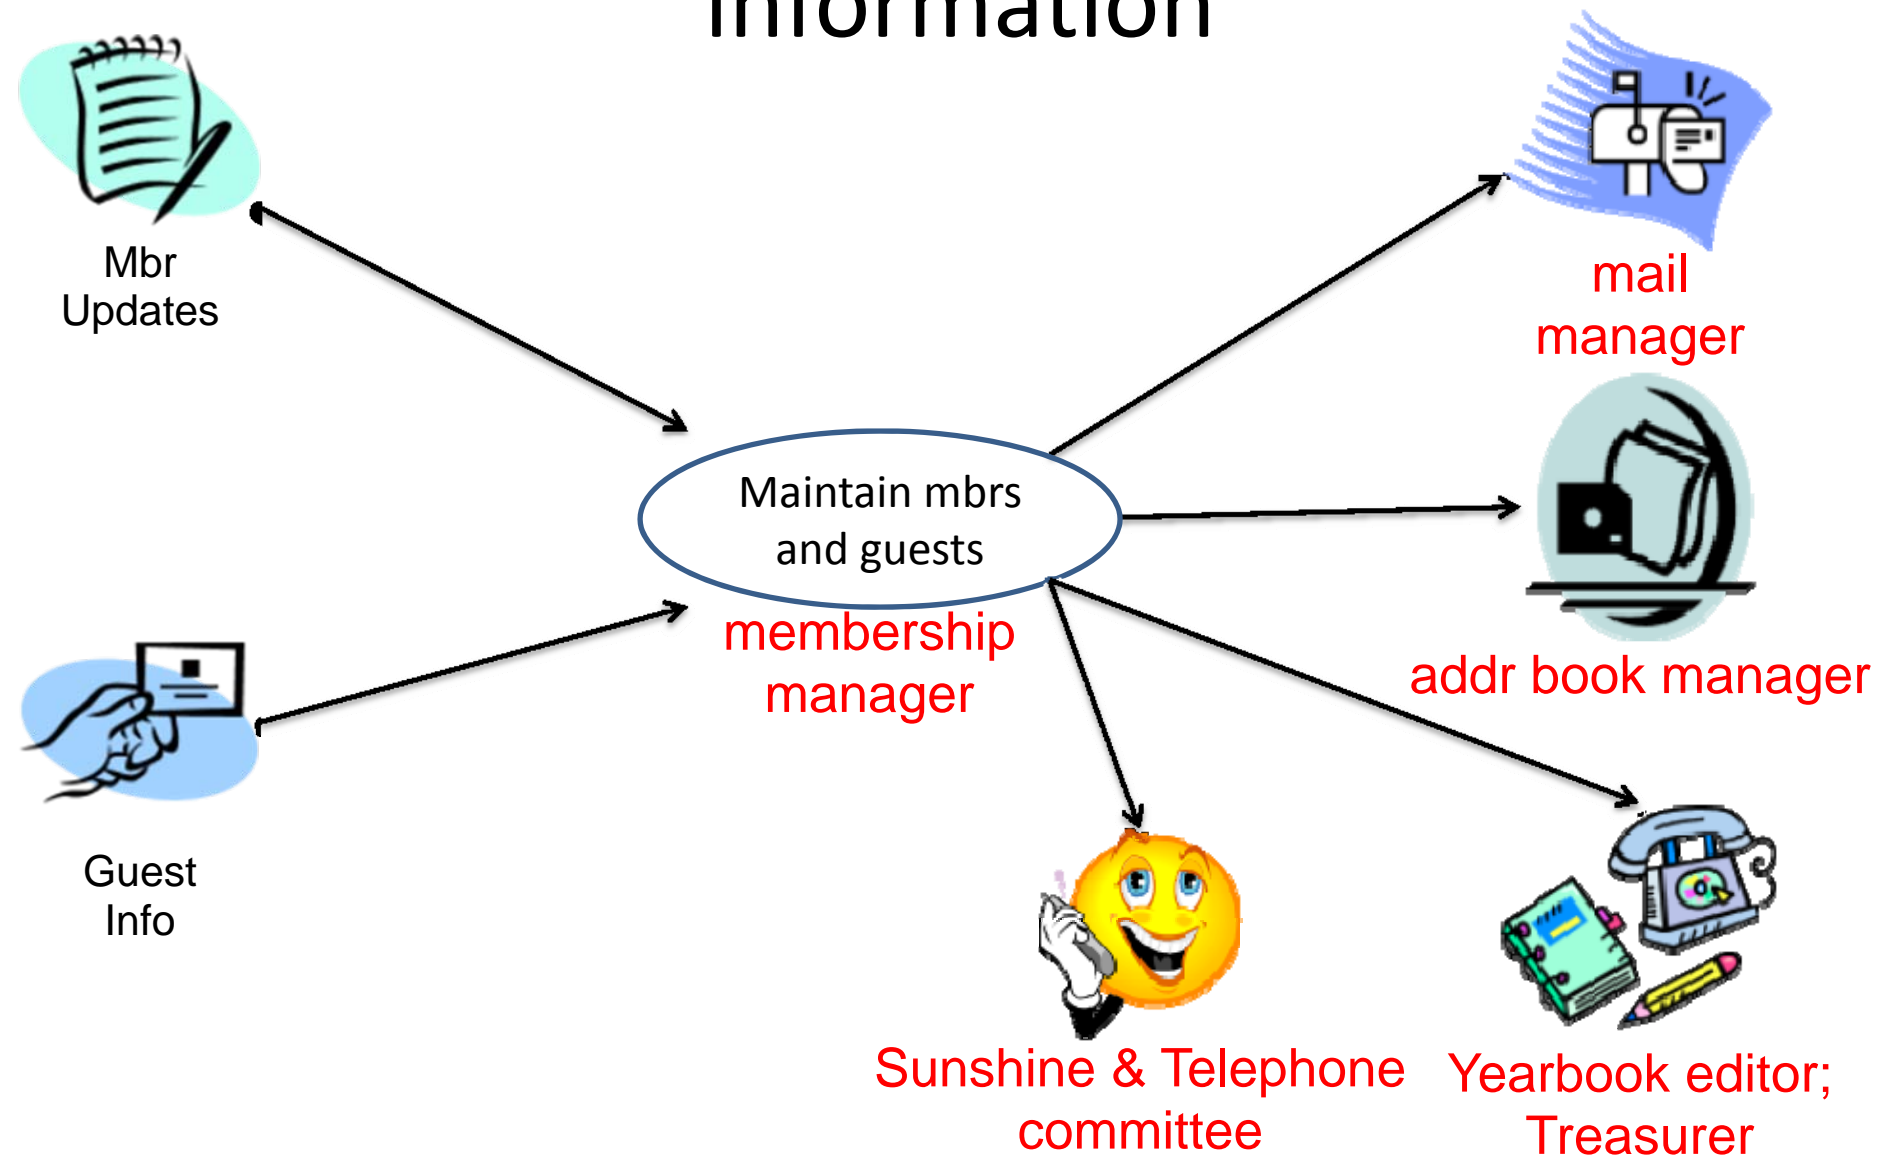 information
Mbr
Updates
mail
manager
Maintain mbrs
and guests
membership
manager
addr book manager
Guest
Info
Sunshine & Telephone
committee
Yearbook editor;
Treasurer